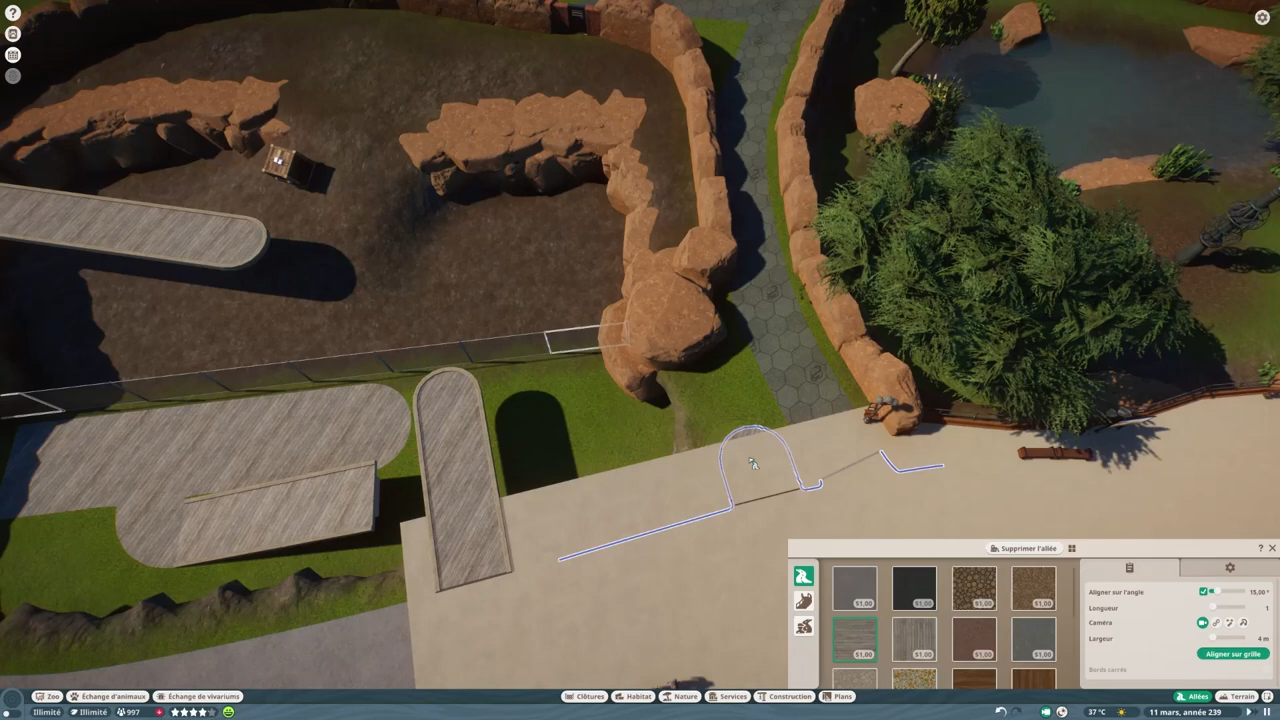 ?
Supprimer l'allée
? ×
$1,00 $1,00 $1,00 $1,00
$1,00 $1,00 $1,00 $1,00
Aligner sur l'angle 15,00 °
Longueur 1
Caméra
Largeur 4 m
Aligner sur grille
Bords carrés
Zoo Échange d'animaux Échange de vivariums Clôtures Habitat Nature Services Construction Plans Allées Terrain
Illimité Illimité 997 37 °C 11 mars, année 239